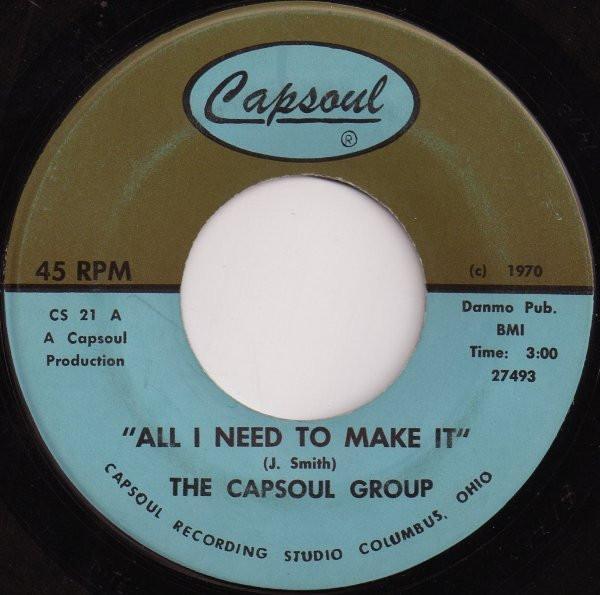 Capsoul
®
45 RPM
(c) 1970
CS 21 A
A Capsoul
Production
Danmo Pub.
BMI
Time: 3:00
27493
"ALL I NEED TO MAKE IT"
(J. Smith)
THE CAPSOUL GROUP
CAPSOUL RECORDING STUDIO COLUMBUS, OHIO